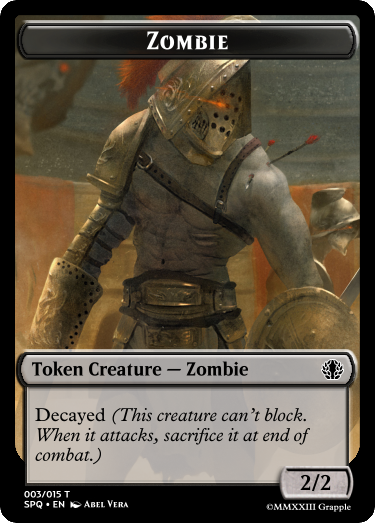 Zombie
Token Creature — Zombie
Decayed (This creature can't block.
When it attacks, sacrifice it at end of
combat.)
2/2
003/015 T
SPQ • EN Abel Vera
©MMXXIII Grapple